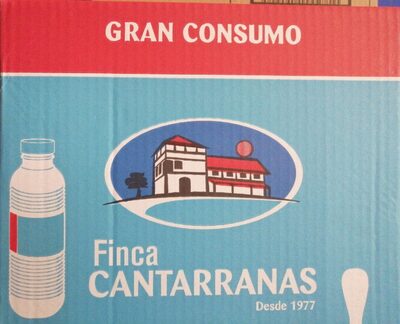 GRAN CONSUMO
Finca
CANTARRANAS
Desde 1977